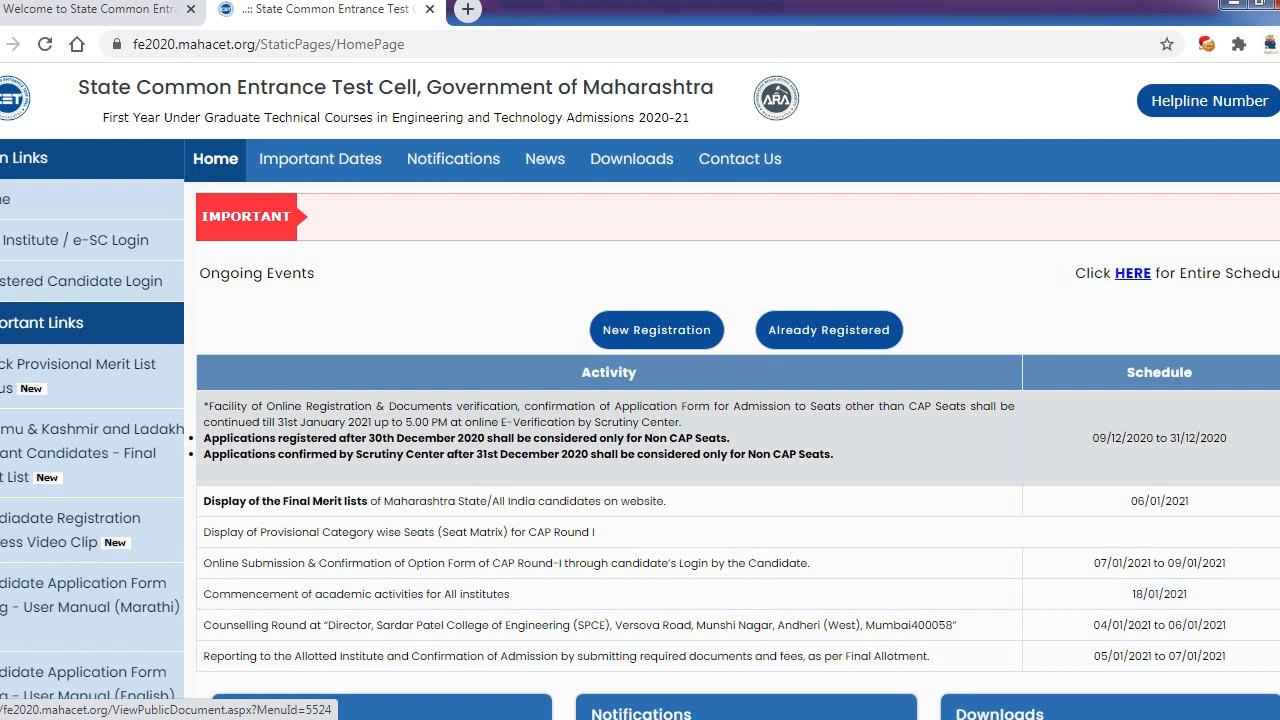 Welcome to State Common Entra
..:: State Common Entrance Test C
fe2020.mahacet.org/StaticPages/HomePage
CET
State Common Entrance Test Cell, Government of Maharashtra
First Year Under Graduate Technical Courses in Engineering and Technology Admissions 2020-21
ARA
Helpline Number
n Links
Home
Important Dates
Notifications
News
Downloads
Contact Us
e
Institute / e-SC Login
stered Candidate Login
ortant Links
ck Provisional Merit List
us New
mu & Kashmir and Ladakh
ant Candidates - Final
t List New
diadate Registration
ess Video Clip New
didate Application Form
g - User Manual (Marathi)
didate Application Form
g - User Manual (English)
IMPORTANT
Ongoing Events
Click HERE for Entire Schedu
New Registration
Already Registered
Activity
Schedule
*Facility of Online Registration & Documents verification, confirmation of Application Form for Admission to Seats other than CAP Seats shall be
continued till 31st January 2021 up to 5.00 PM at online E-Verification by Scrutiny Center.
• Applications registered after 30th December 2020 shall be considered only for Non CAP Seats.
• Applications confirmed by Scrutiny Center after 31st December 2020 shall be considered only for Non CAP Seats.
09/12/2020 to 31/12/2020
Display of the Final Merit lists of Maharashtra State/All India candidates on website.
06/01/2021
Display of Provisional Category wise Seats (Seat Matrix) for CAP Round I
Online Submission & Confirmation of Option Form of CAP Round-I through candidate's Login by the Candidate.
07/01/2021 to 09/01/2021
Commencement of academic activities for All institutes
18/01/2021
Counselling Round at “Director, Sardar Patel College of Engineering (SPCE), Versova Road, Munshi Nagar, Andheri (West), Mumbai400058”
04/01/2021 to 06/01/2021
Reporting to the Allotted Institute and Confirmation of Admission by submitting required documents and fees, as per Final Allotment.
05/01/2021 to 07/01/2021
Notifications
Downloads
/fe2020.mahacet.org/ViewPublicDocument.aspx?MenuId=5524